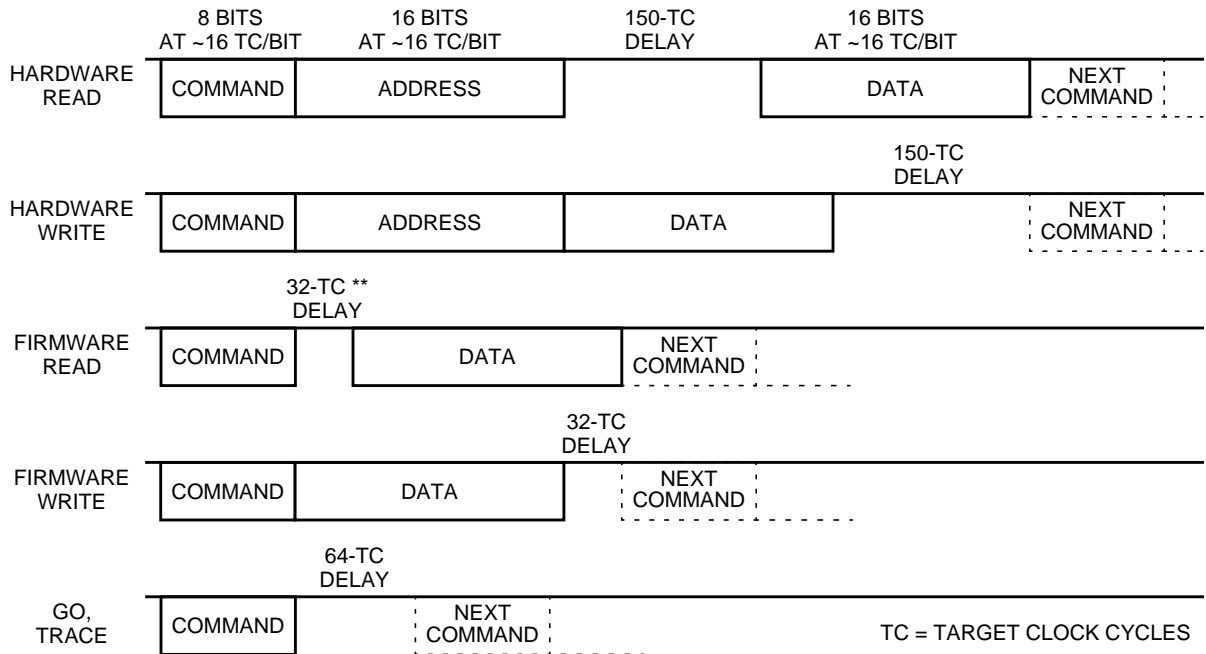 8 BITS
AT ~16 TC/BIT
16 BITS
AT ~16 TC/BIT
150-TC
DELAY
16 BITS
AT ~16 TC/BIT
HARDWARE
READ
COMMAND
ADDRESS
DATA
NEXT
COMMAND
150-TC
DELAY
HARDWARE
WRITE
COMMAND
ADDRESS
DATA
NEXT
COMMAND
32-TC **
DELAY
FIRMWARE
READ
COMMAND
DATA
NEXT
COMMAND
32-TC
DELAY
FIRMWARE
WRITE
COMMAND
DATA
NEXT
COMMAND
64-TC
DELAY
GO,
TRACE
COMMAND
NEXT
COMMAND
TC = TARGET CLOCK CYCLES